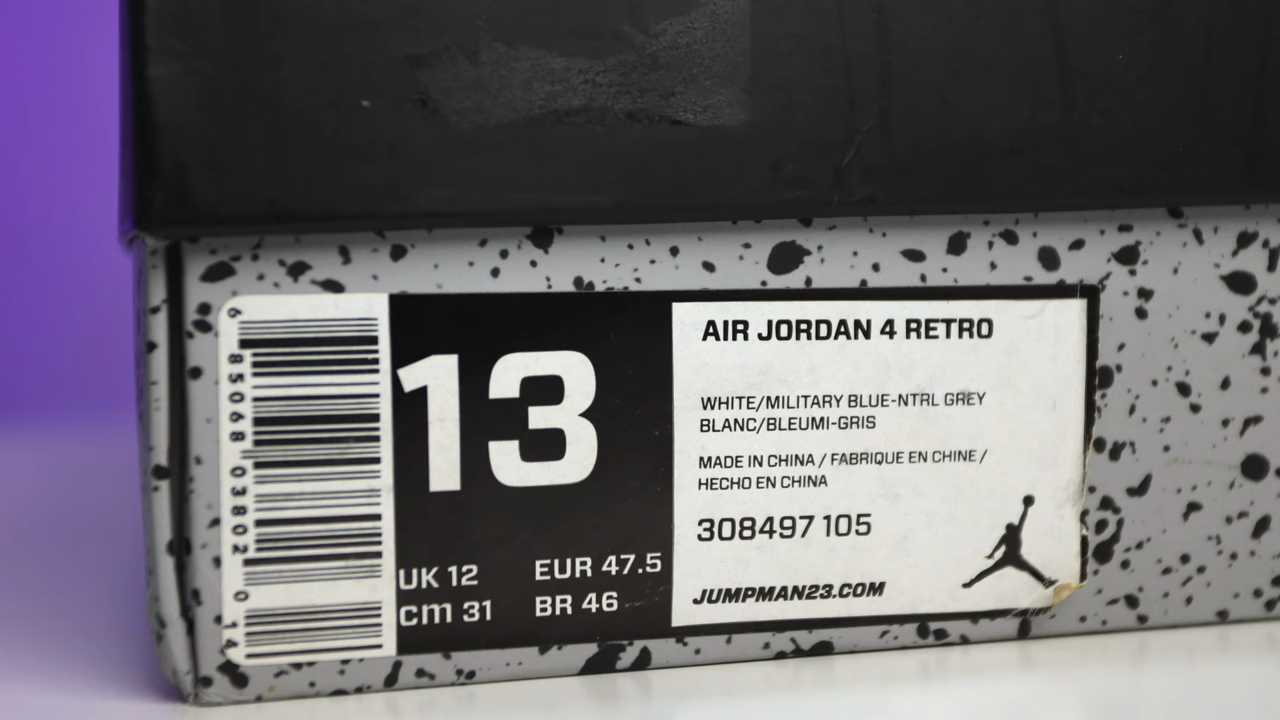 6 85068 03802 0 14
13
UK 12
EUR 47.5
cm 31
BR 46
AIR JORDAN 4 RETRO
WHITE/MILITARY BLUE-NTRL GREY
BLANC/BLEUMI-GRIS
MADE IN CHINA / FABRIQUE EN CHINE /
HECHO EN CHINA
308497 105
JUMPMAN23.COM